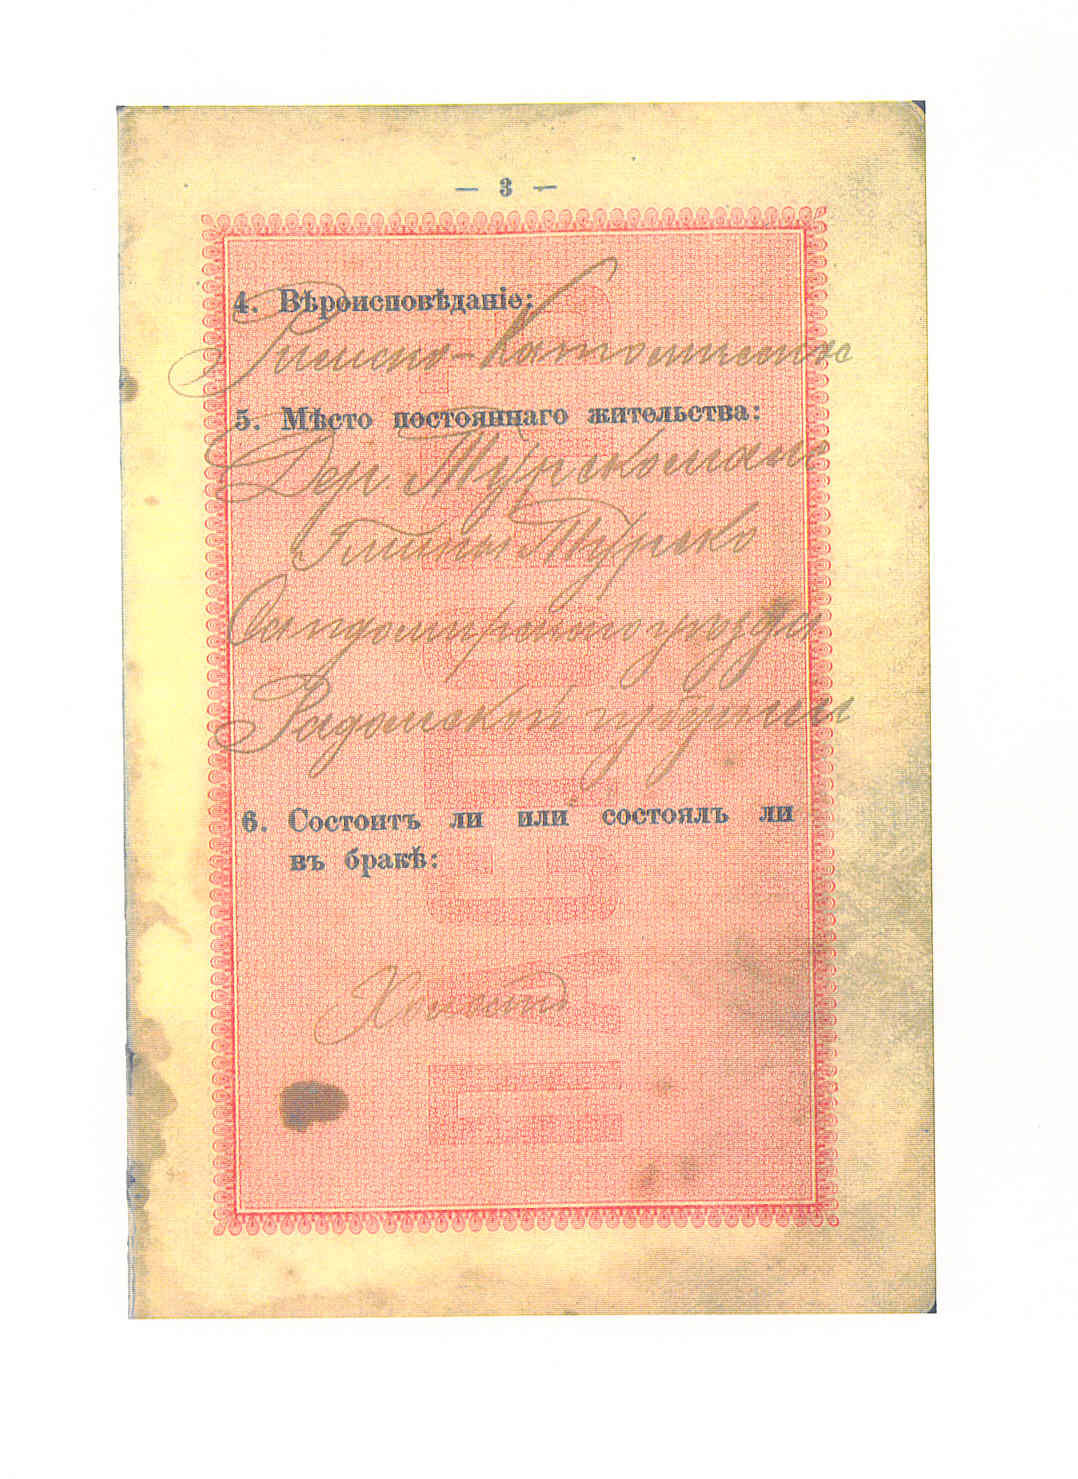 — 3 —
4. Вѣроисповѣданіе:
Римско-Католическое
5. Мѣсто постояннаго жительства:
Дер.
Гмины Турско
Сандомирскаго уѣзда
Радомской губерніи
6. Состоитъ ли или состоялъ ли
въ бракѣ:
Холостъ
ПАСПОРТ